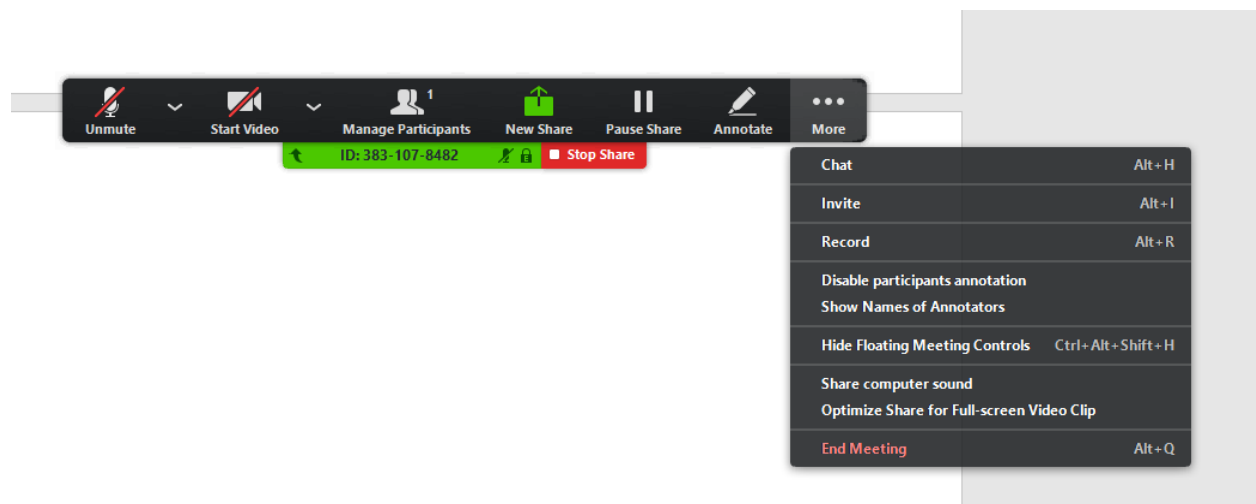 1
Unmute Start Video Manage Participants New Share Pause Share Annotate More
ID: 383-107-8482 Stop Share
Chat Alt+H
Invite Alt+I
Record Alt+R
Disable participants annotation
Show Names of Annotators
Hide Floating Meeting Controls Ctrl+Alt+Shift+H
Share computer sound
Optimize Share for Full-screen Video Clip
End Meeting Alt+Q